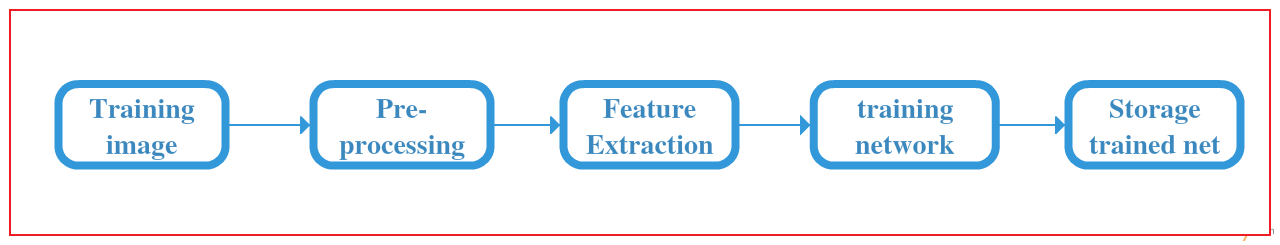 Training
image
Pre-
processing
Feature
Extraction
training
network
Storage
trained net